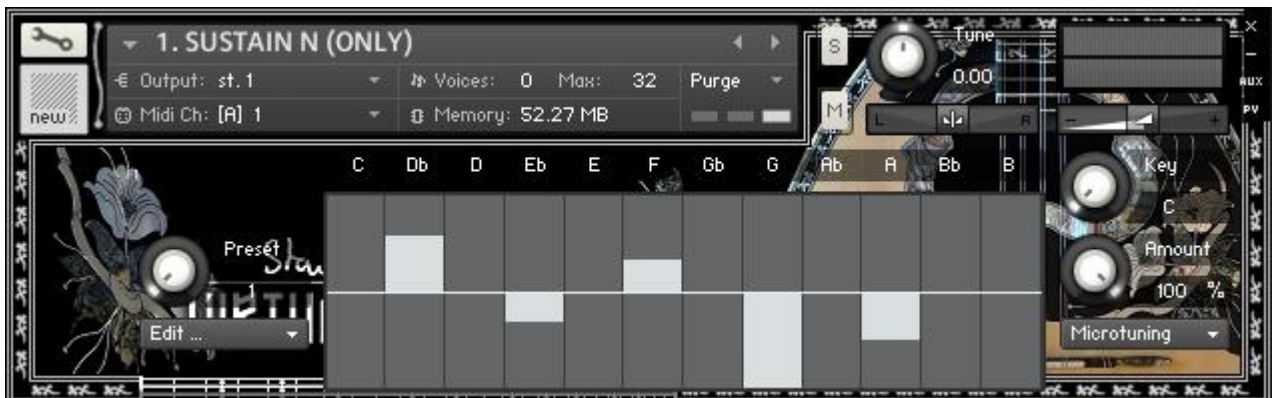 1. SUSTAIN N (ONLY)
S
Tune
×
Output: st. 1
Voices: 0 Max: 32
Purge
0.00
AUX
new
Midi Ch: [A] 1
Memory: 52.27 MB
M
L
R
-
+
PV
C Db D Eb E F Gb G Ab A Bb B
Key
C
Preset
1
Amount
100 %
Edit ...
Microtuning